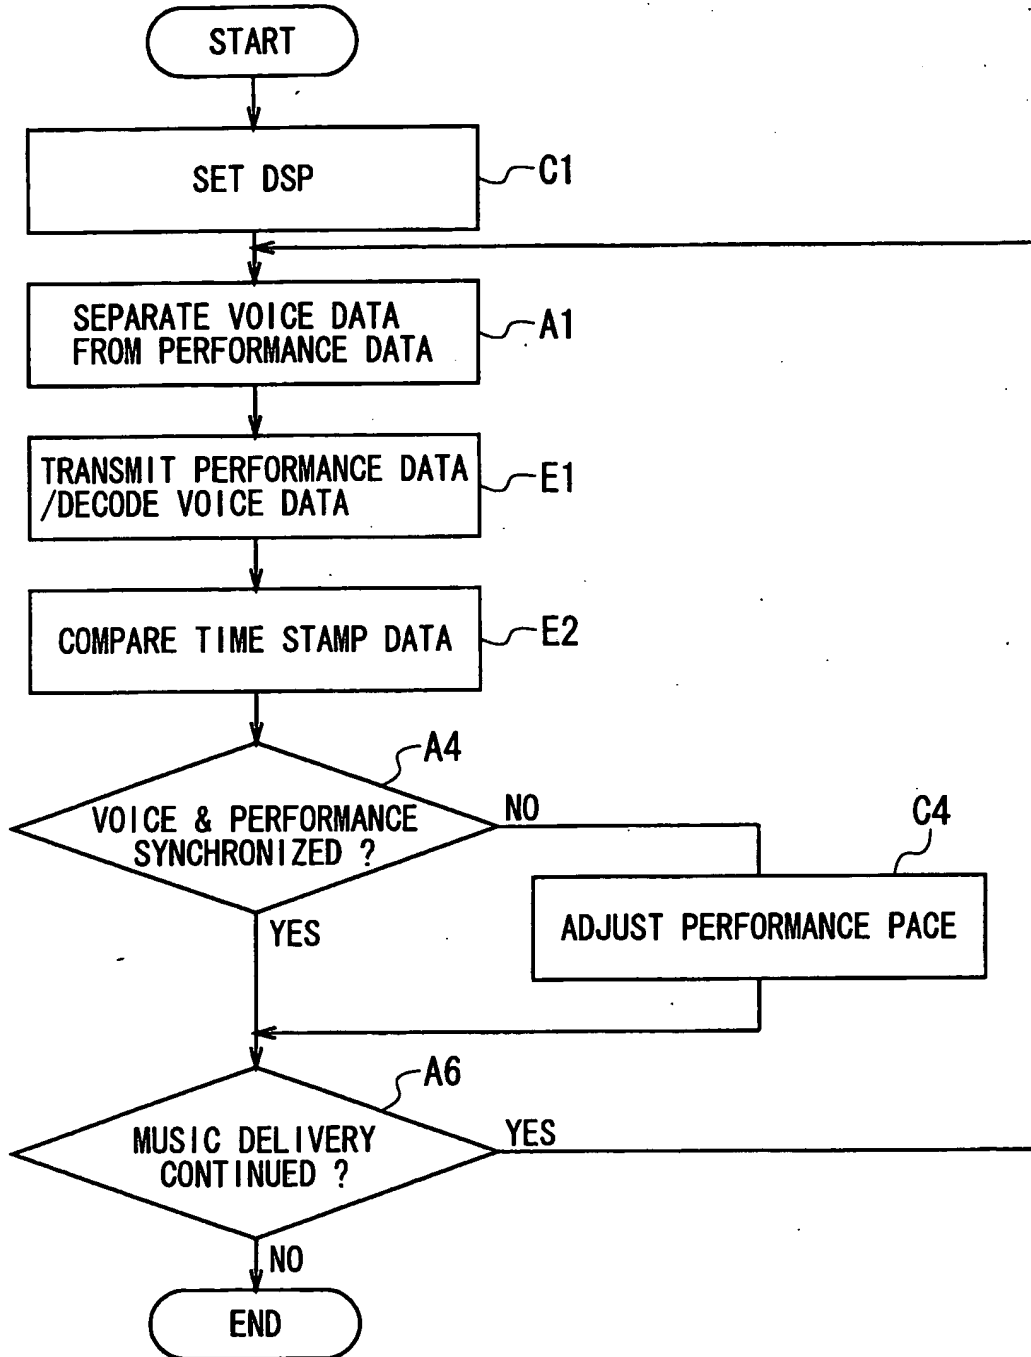 START
SET DSP
C1
SEPARATE VOICE DATA
FROM PERFORMANCE DATA
A1
TRANSMIT PERFORMANCE DATA
/DECODE VOICE DATA
E1
COMPARE TIME STAMP DATA
E2
A4
VOICE & PERFORMANCE
SYNCHRONIZED ?
NO
C4
YES
ADJUST PERFORMANCE PACE
A6
MUSIC DELIVERY
CONTINUED ?
YES
NO
END